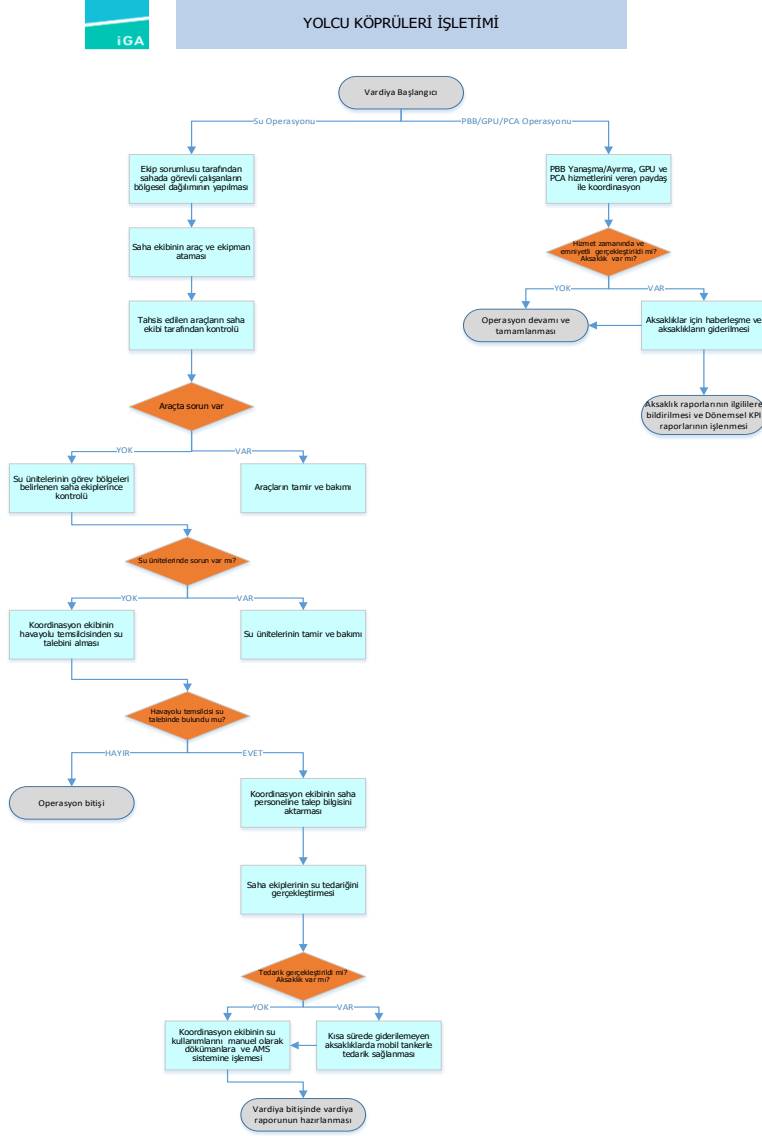 iGA
YOLCU KÖPRÜLERİ İŞLETİMİ
Vardiya Başlangıcı
Su Operasyonu
PBB/GPU/PCA Operasyonu
Ekip sorumlusu tarafından
sahada görevli çalışanların
bölgesel dağılımının yapılması
PBB Yanaşma/Ayırma, GPU ve
PCA hizmetlerini veren paydaş
ile koordinasyon
Saha ekibinin araç ve ekipman
ataması
Hizmet zamanında ve
emniyetli gerçekleştirildi mi?
Aksaklık var mı?
YOK
VAR
Tahsis edilen araçların saha
ekibi tarafından kontrolü
Operasyon devamı ve
tamamlanması
Aksaklıklar için haberleşme ve
aksaklıkların giderilmesi
Araçta sorun var
Aksaklık raporlarının ilgililere
bildirilmesi ve Dönemsel KPI
raporlarının işlenmesi
YOK
VAR
Su ünitelerinin görev bölgeleri
belirlenen saha ekiplerince
kontrolü
Araçların tamir ve bakımı
Su ünitelerinde sorun var mı?
YOK
VAR
Koordinasyon ekibinin
havayolu temsilcisinden su
talebini alması
Su ünitelerinin tamir ve bakımı
Havayolu temsilcisi su
talebinde bulundu mu?
HAYIR
EVET
Operasyon bitişi
Koordinasyon ekibinin saha
personeline talep bilgisini
aktarması
Saha ekiplerinin su tedariğini
gerçekleştirmesi
Tedarik gerçekleştirildi mi?
Aksaklık var mı?
YOK
VAR
Koordinasyon ekibinin su
kullanımlarını manuel olarak
dökümanlara ve AMS
sistemine işlemesi
Kısa sürede giderilemeyen
aksaklıklarda mobil tankerle
tedarik sağlanması
Vardiya bitişinde vardiya
raporunun hazırlanması